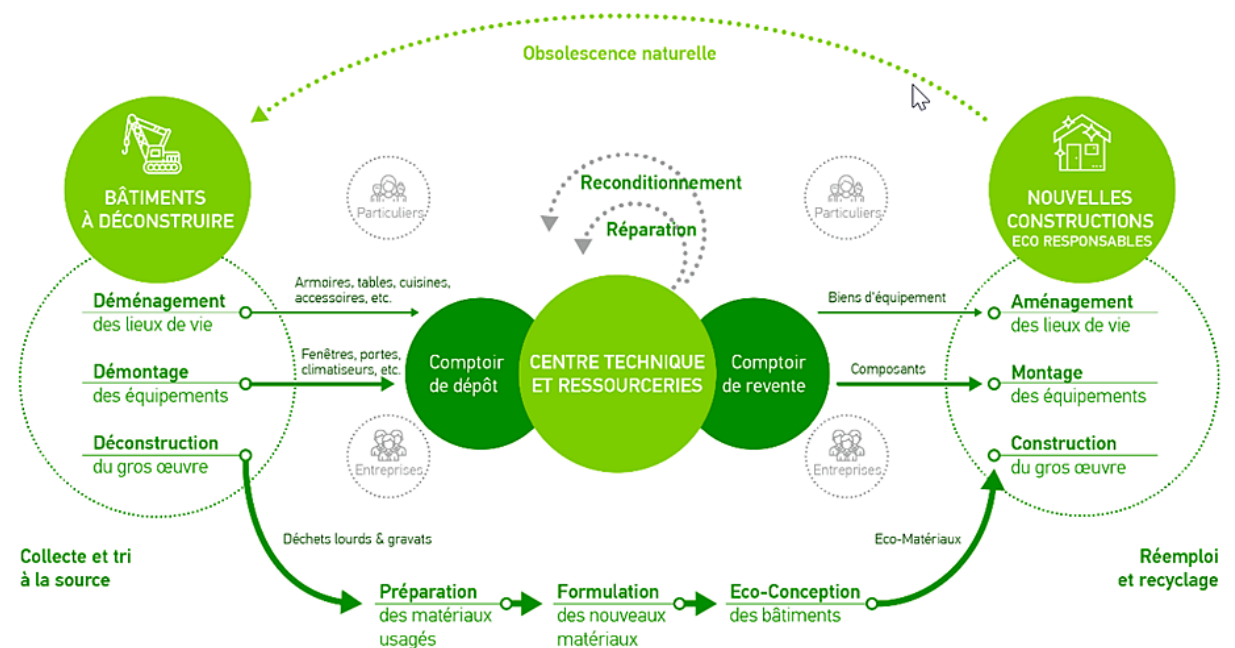 Obsolescence naturelle
BÂTIMENTS
À DÉCONSTRUIRE
Particuliers
Reconditionnement
Réparation
Particuliers
NOUVELLES
CONSTRUCTIONS
ECO RESPONSABLES
Déménagement
des lieux de vie
Armoires, tables, cuisines,
accessoires, etc.
Biens d'équipement
Aménagement
des lieux de vie
Démontage
des équipements
Fenêtres, portes,
climatiseurs, etc.
Comptoir
de dépôt
CENTRE TECHNIQUE
ET RESSOURCERIES
Comptoir
de revente
Composants
Montage
des équipements
Déconstruction
du gros œuvre
Entreprises
Entreprises
Construction
du gros œuvre
Collecte et tri
à la source
Déchets lourds & gravats
Eco-Matériaux
Réemploi
et recyclage
Préparation
des matériaux
usagés
Formulation
des nouveaux
matériaux
Eco-Conception
des bâtiments